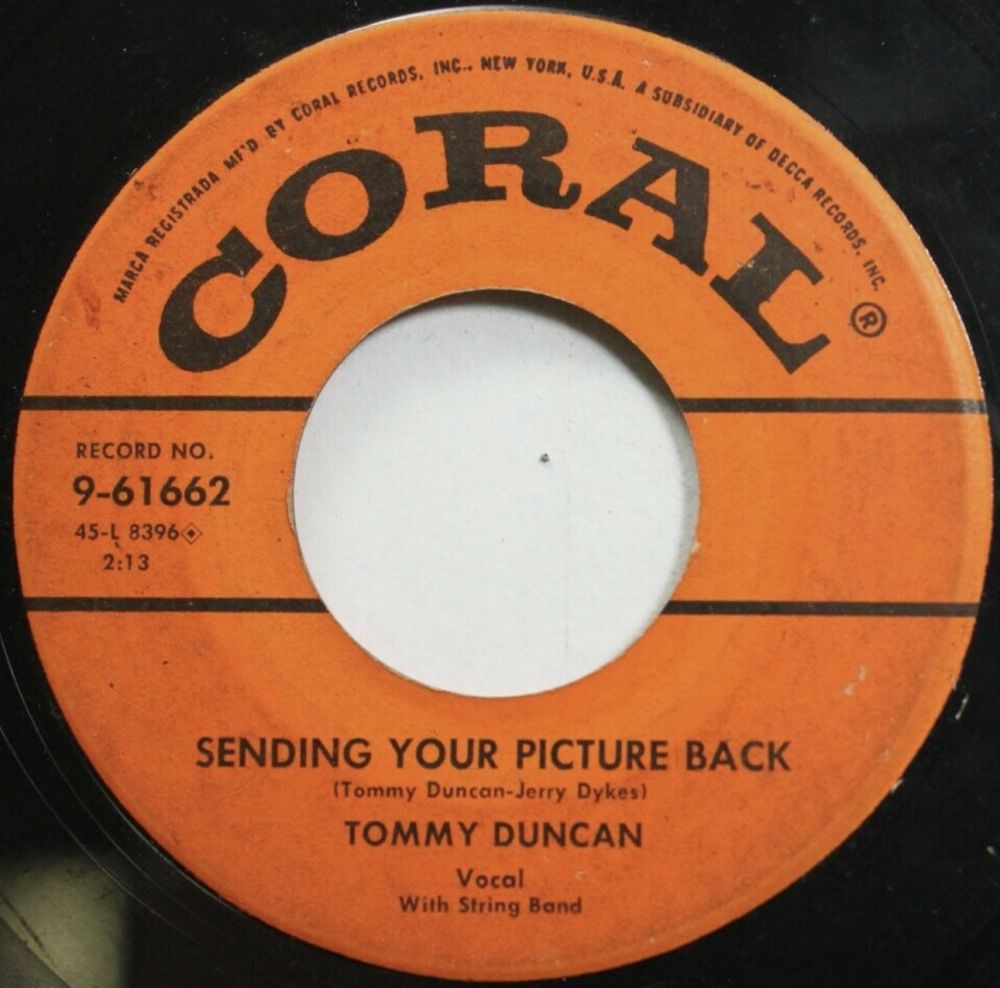 MARCA REGISTRADA MF'D BY CORAL RECORDS, INC., NEW YORK, U.S.A. A SUBSIDIARY OF DECCA RECORDS, INC.
CORAL ®
RECORD NO.
9-61662
45-L 8396
2:13
SENDING YOUR PICTURE BACK
(Tommy Duncan-Jerry Dykes)
TOMMY DUNCAN
Vocal
With String Band